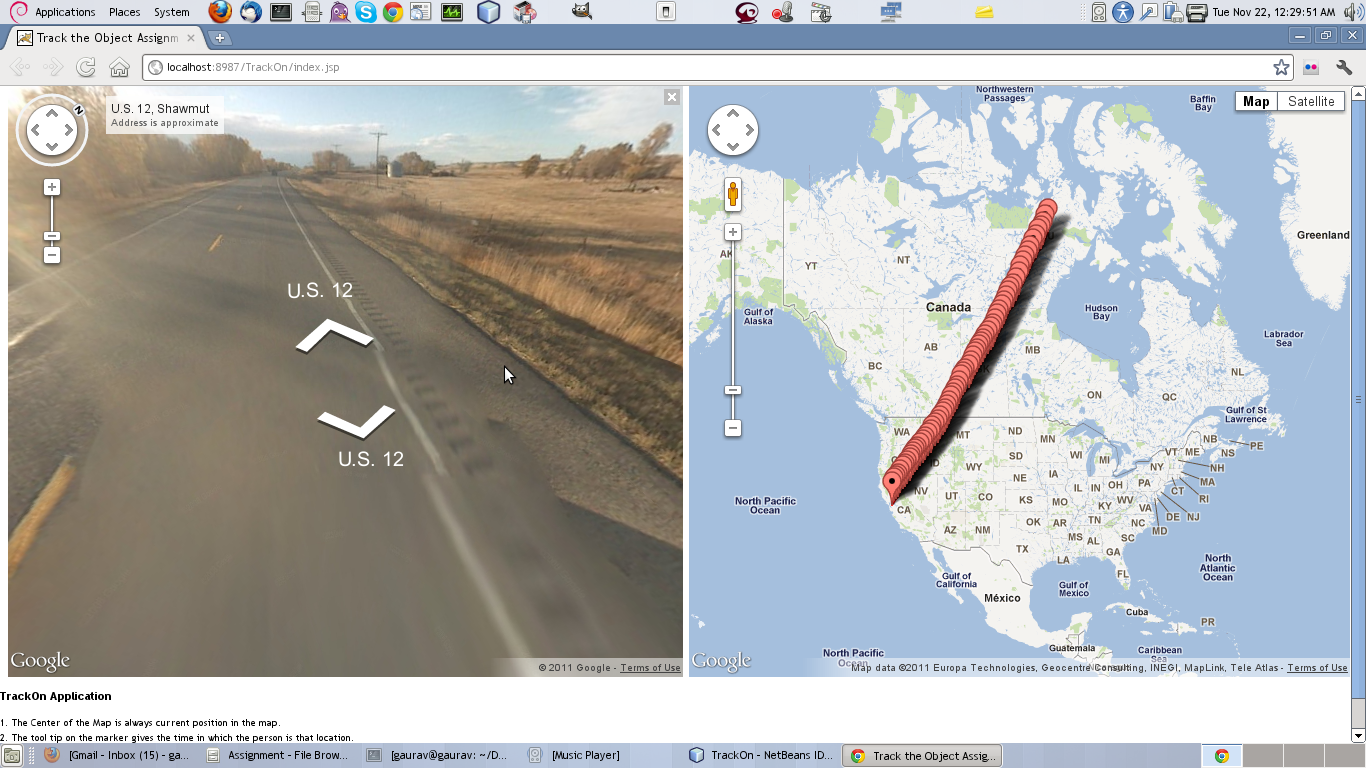 Applications Places System
Tue Nov 22, 12:29:51 AM
Track the Object Assignm
localhost:8987/TrackOn/index.jsp
U.S. 12, Shawmut
Address is approximate
N
U.S. 12
U.S. 12
Google
© 2011 Google - Terms of Use
Map Satellite
Northwestern Passages
Baffin Bay
Greenland
AK
YT
NT
Gulf of Alaska
Canada
Hudson Bay
Labrador Sea
BC
AB
MB
ON
QC
NL
Gulf of St Lawrence
WA
MT
ND
MN
NB
PE
NS
ME
VT
NH
MA
RI
CT
NY
SD
WI
MI
WY
NE
IA
IL
IN
OH
PA
NV
UT
CO
KS
MO
KY
WV
VA
NJ
DE
MD
CA
AZ
NM
OK
AR
TN
NC
SC
MS
AL
GA
TX
LA
FL
North Pacific Ocean
North Atlantic Ocean
Gulf of California
Gulf of Mexico
México
Cuba
PR
Guatemala
Caribbean Sea
North Pacific Ocean
Google
Map data ©2011 Europa Technologies, Geocentre Consulting, INEGI, MapLink, Tele Atlas - Terms of Use
TrackOn Application
1. The Center of the Map is always current position in the map.
2. The tool tip on the marker gives the time in which the person is that location.
[Gmail - Inbox (15) - ga...
Assignment - File Brow...
[gaurav@gaurav: ~/D...
[Music Player]
TrackOn - NetBeans ID...
Track the Object Assig...